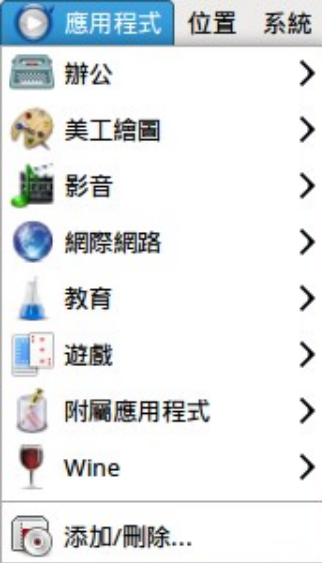 應用程式 位置 系統
辦公
美工繪圖
影音
網際網路
教育
遊戲
附屬應用程式
Wine
添加/刪除...